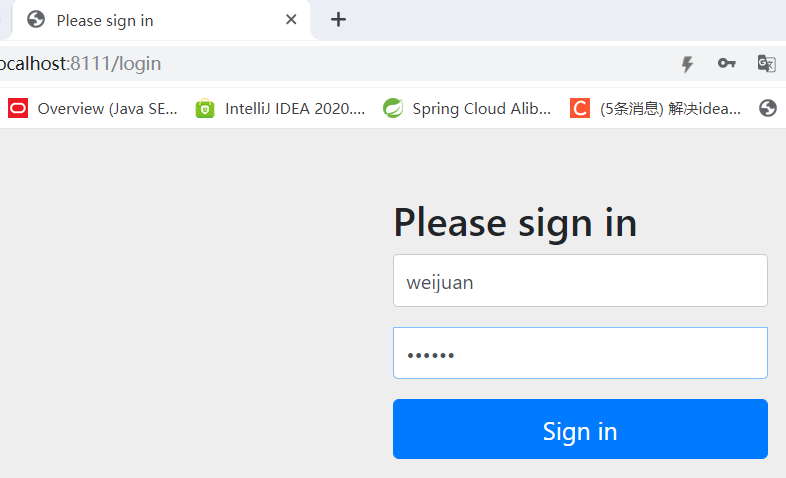 Please sign in
ocalhost:8111/login
Overview (Java SE... IntelliJ IDEA 2020.... Spring Cloud Alib... (5条消息) 解决idea...
Please sign in
weijuan
••••••
Sign in